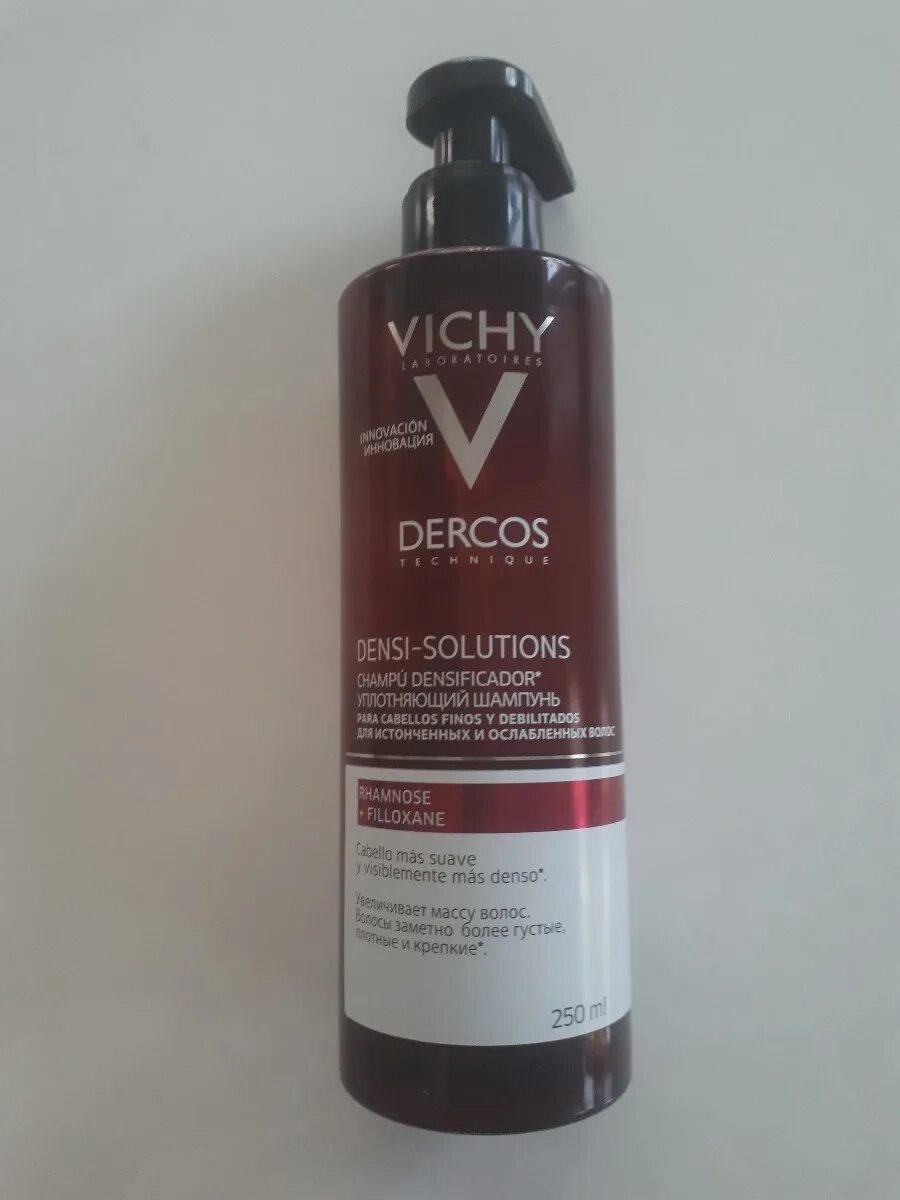 VICHY
LABORATOIRES
INNOVACIÓN
ИННОВАЦИЯ
DERCOS
TECHNIQUE
DENSI-SOLUTIONS
CHAMPÚ DENSIFICADOR*
УПЛОТНЯЮЩИЙ ШАМПУНЬ
PARA CABELLOS FINOS Y DEBILITADOS
ДЛЯ ИСТОНЧЕННЫХ И ОСЛАБЛЕННЫХ ВОЛОС
RHAMNOSE
+ FILLOXANE
Cabello más suave
y visiblemente más denso*.
Увеличивает массу волос.
Волосы заметно более густые,
плотные и крепкие*.
250 ml